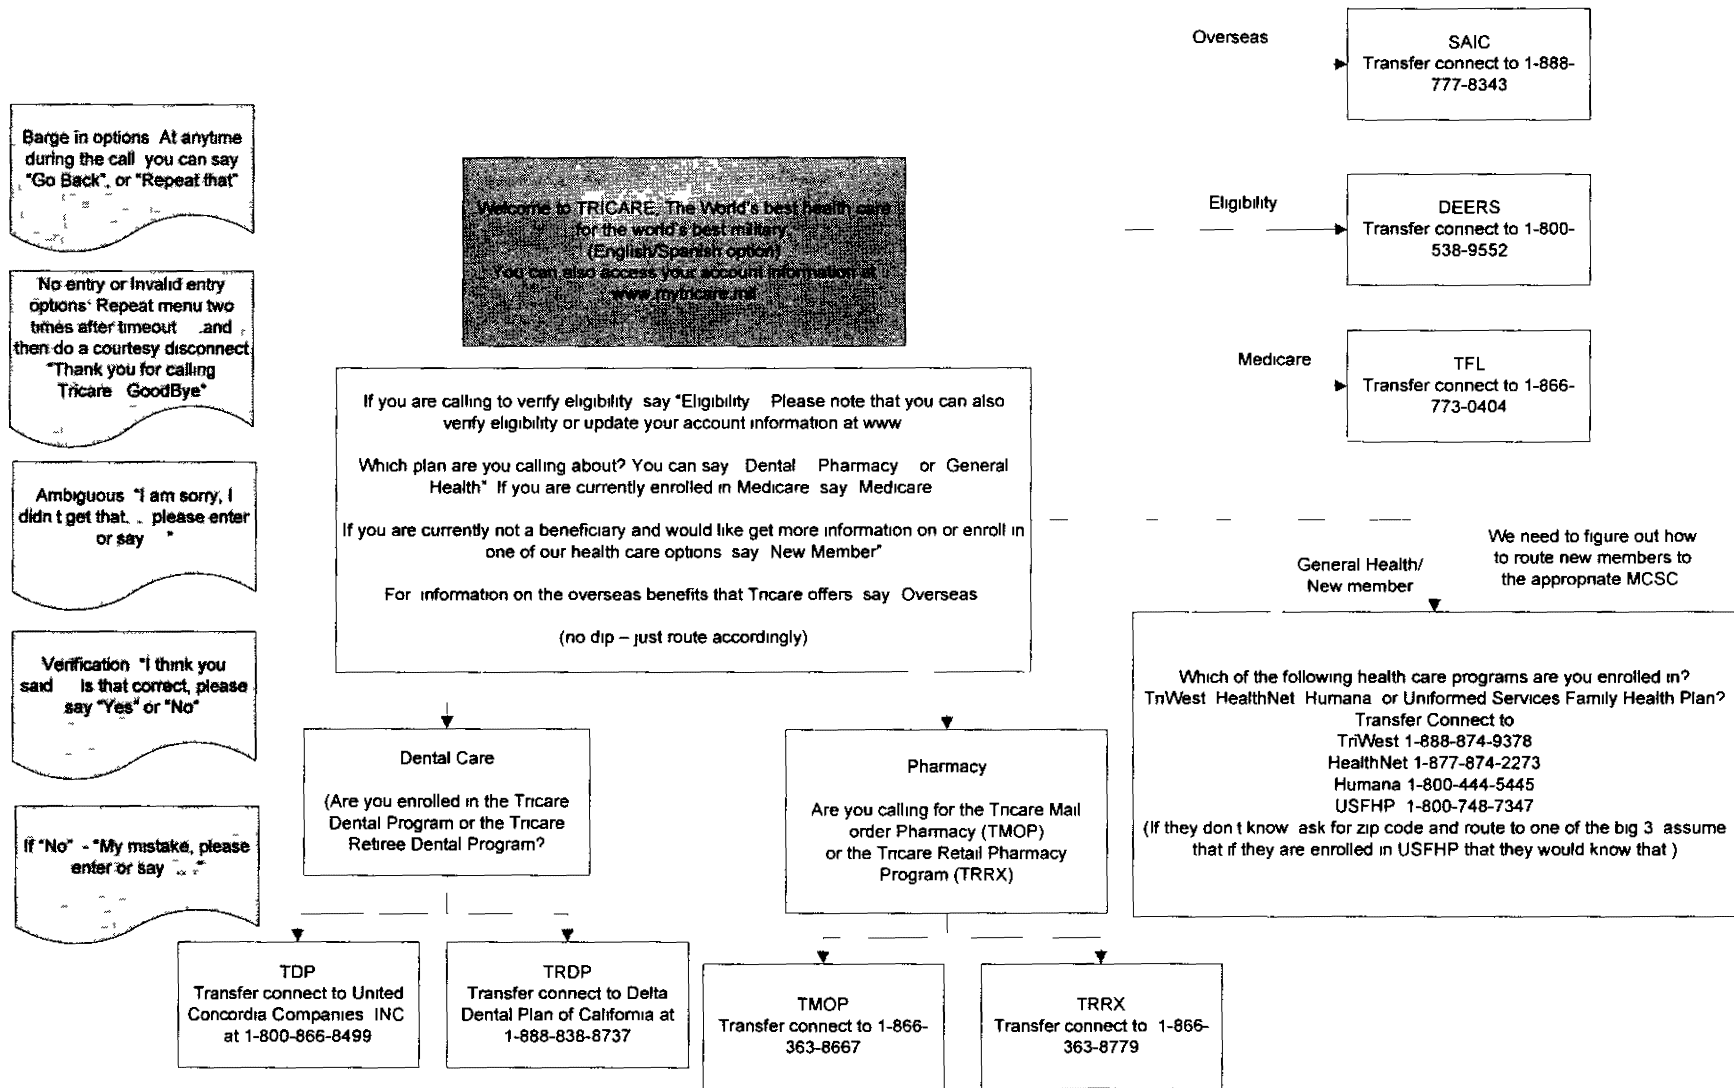 Overseas
SAIC
Transfer connect to 1-888-
777-8343
Barge in options At anytime
during the call you can say
"Go Back", or "Repeat that"
Welcome to TRICARE, The World's best health care
for the world's best military.
(English/Spanish option)
You can also access your account information at
www.mytricare.mil
Eligibility
DEERS
Transfer connect to 1-800-
538-9552
No entry or Invalid entry
options· Repeat menu two
times after timeout and
then do a courtesy disconnect
"Thank you for calling
Tricare GoodBye"
Medicare
TFL
Transfer connect to 1-866-
773-0404
If you are calling to verify eligibility say "Eligibility Please note that you can also
verify eligibility or update your account information at www
Which plan are you calling about? You can say Dental Pharmacy or General
Health" If you are currently enrolled in Medicare say Medicare
If you are currently not a beneficiary and would like get more information on or enroll in
one of our health care options say New Member"
For information on the overseas benefits that Tricare offers say Overseas
(no dip – just route accordingly)
Ambiguous "I am sorry, I
didn t get that. . please enter
or say "
We need to figure out how
to route new members to
the appropriate MCSC
General Health/
New member
Verification "I think you
said Is that correct, please
say "Yes" or "No"
Which of the following health care programs are you enrolled in?
TriWest HealthNet Humana or Uniformed Services Family Health Plan?
Transfer Connect to
TriWest 1-888-874-9378
HealthNet 1-877-874-2273
Humana 1-800-444-5445
USFHP 1-800-748-7347
(If they don t know ask for zip code and route to one of the big 3 assume
that if they are enrolled in USFHP that they would know that )
Dental Care
(Are you enrolled in the Tricare
Dental Program or the Tricare
Retiree Dental Program?
Pharmacy
Are you calling for the Tricare Mail
order Pharmacy (TMOP)
or the Tricare Retail Pharmacy
Program (TRRX)
If "No" - "My mistake, please
enter or say . "
TDP
Transfer connect to United
Concordia Companies INC
at 1-800-866-8499
TRDP
Transfer connect to Delta
Dental Plan of California at
1-888-838-8737
TMOP
Transfer connect to 1-866-
363-8667
TRRX
Transfer connect to 1-866-
363-8779